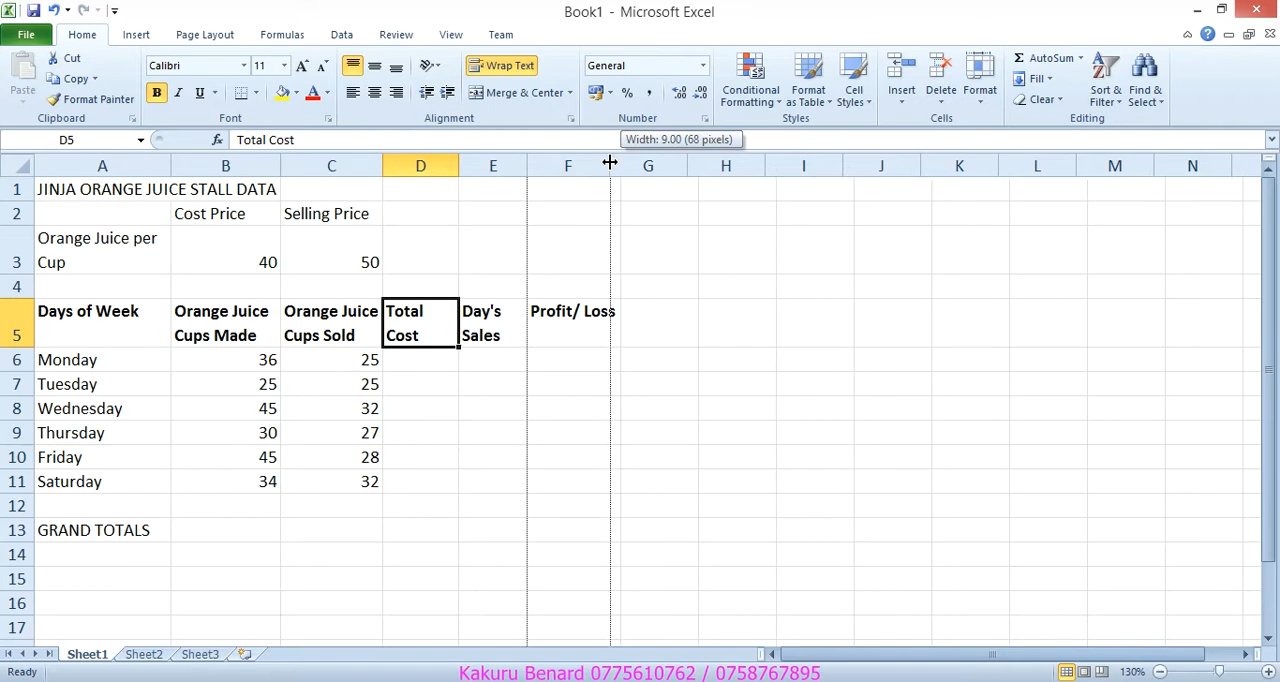 Book1 - Microsoft Excel
File Home Insert Page Layout Formulas Data Review View Team
Paste Cut Copy Format Painter Clipboard
Calibri 11 B I U A Font
Wrap Text Merge & Center Alignment
General % , Number
Conditional Formatting Format as Table Cell Styles Styles
Insert Delete Format Cells
Σ AutoSum Fill Clear Sort & Filter Find & Select Editing
D5 fx Total Cost Width: 9.00 (68 pixels)
A B C D E F G H I J K L M N
1 JINJA ORANGE JUICE STALL DATA
2 Cost Price Selling Price
Orange Juice per
3 Cup 40 50
4
Days of Week Orange Juice Orange Juice Total Day's Profit/ Loss
5 Cups Made Cups Sold Cost Sales
6 Monday 36 25
7 Tuesday 25 25
8 Wednesday 45 32
9 Thursday 30 27
10 Friday 45 28
11 Saturday 34 32
12
13 GRAND TOTALS
14
15
16
17
Sheet1 Sheet2 Sheet3
Ready Kakuru Benard 0775610762 / 0758767895 130%